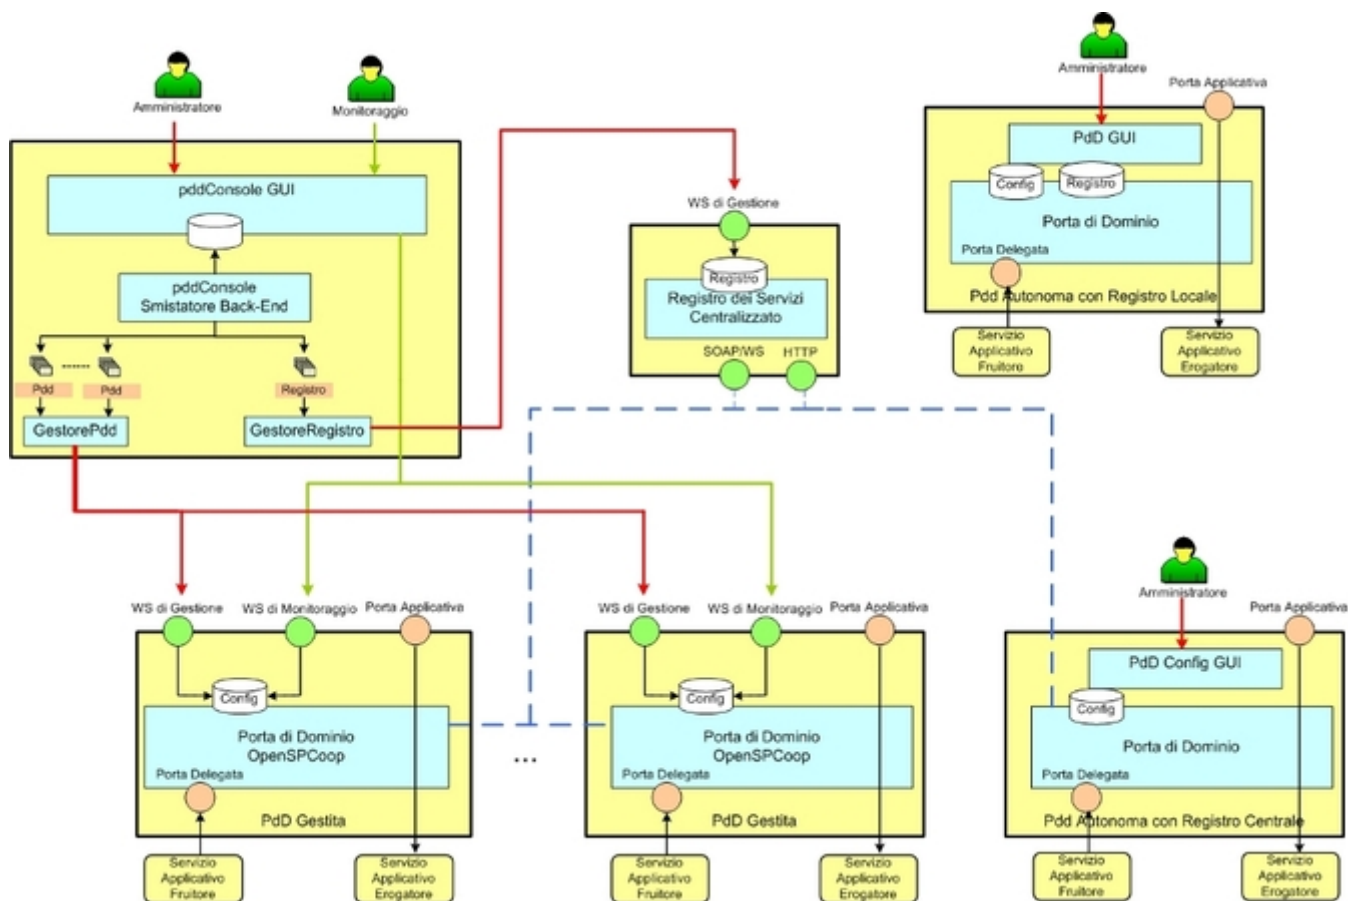 Amministratore
Monitoraggio
pddConsole GUI
pddConsole
Smistatore Back-End
Pdd
Pdd
Registro
GestorePdd
GestoreRegistro
WS di Gestione
Registro
Registro dei Servizi
Centralizzato
SOAP/WS
HTTP
Amministratore
Porta Applicativa
PdD GUI
Config
Registro
Porta di Dominio
Porta Delegata
Pdd Autonoma con Registro Locale
Servizio
Applicativo
Fruitore
Servizio
Applicativo
Erogatore
WS di Gestione
WS di Monitoraggio
Porta Applicativa
Config
Porta di Dominio
OpenSPCoop
Porta Delegata
PdD Gestita
Servizio
Applicativo
Fruitore
Servizio
Applicativo
Erogatore
...
WS di Gestione
WS di Monitoraggio
Porta Applicativa
Config
Porta di Dominio
OpenSPCoop
Porta Delegata
PdD Gestita
Servizio
Applicativo
Fruitore
Servizio
Applicativo
Erogatore
Amministratore
Porta Applicativa
PdD Config GUI
Config
Porta di Dominio
Porta Delegata
Pdd Autonoma con Registro Centrale
Servizio
Applicativo
Fruitore
Servizio
Applicativo
Erogatore